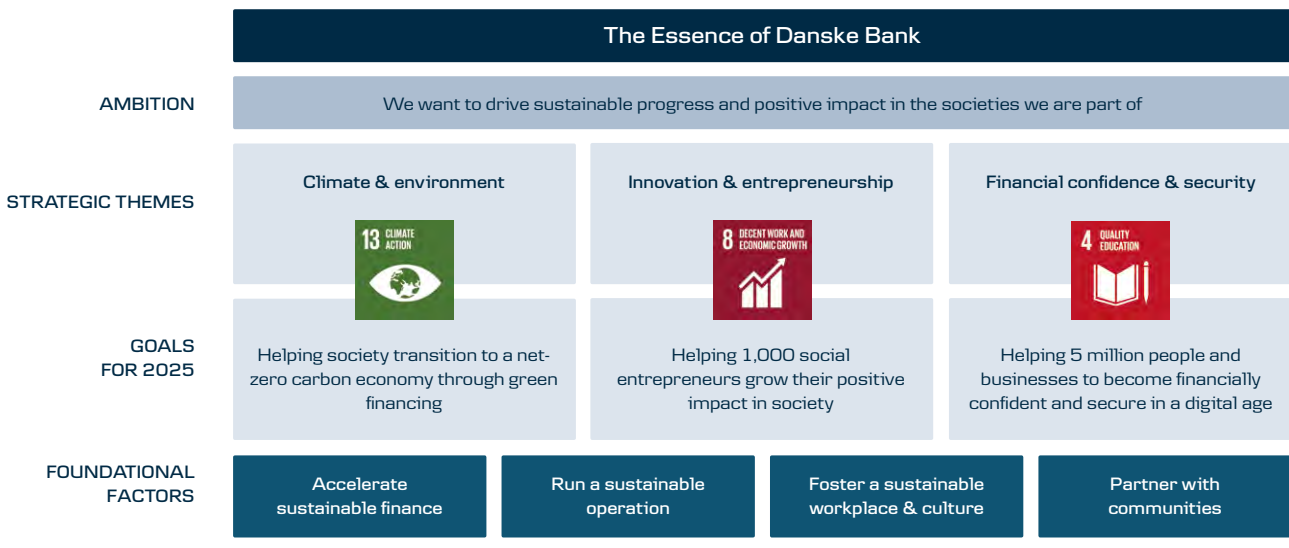 The Essence of Danske Bank
AMBITION
We want to drive sustainable progress and positive impact in the societies we are part of
STRATEGIC THEMES
Climate & environment
13 CLIMATE
ACTION
Innovation & entrepreneurship
8 DECENT WORK AND
ECONOMIC GROWTH
Financial confidence & security
4 QUALITY
EDUCATION
GOALS
FOR 2025
Helping society transition to a net-
zero carbon economy through green
financing
Helping 1,000 social
entrepreneurs grow their positive
impact in society
Helping 5 million people and
businesses to become financially
confident and secure in a digital age
FOUNDATIONAL
FACTORS
Accelerate
sustainable finance
Run a sustainable
operation
Foster a sustainable
workplace & culture
Partner with
communities